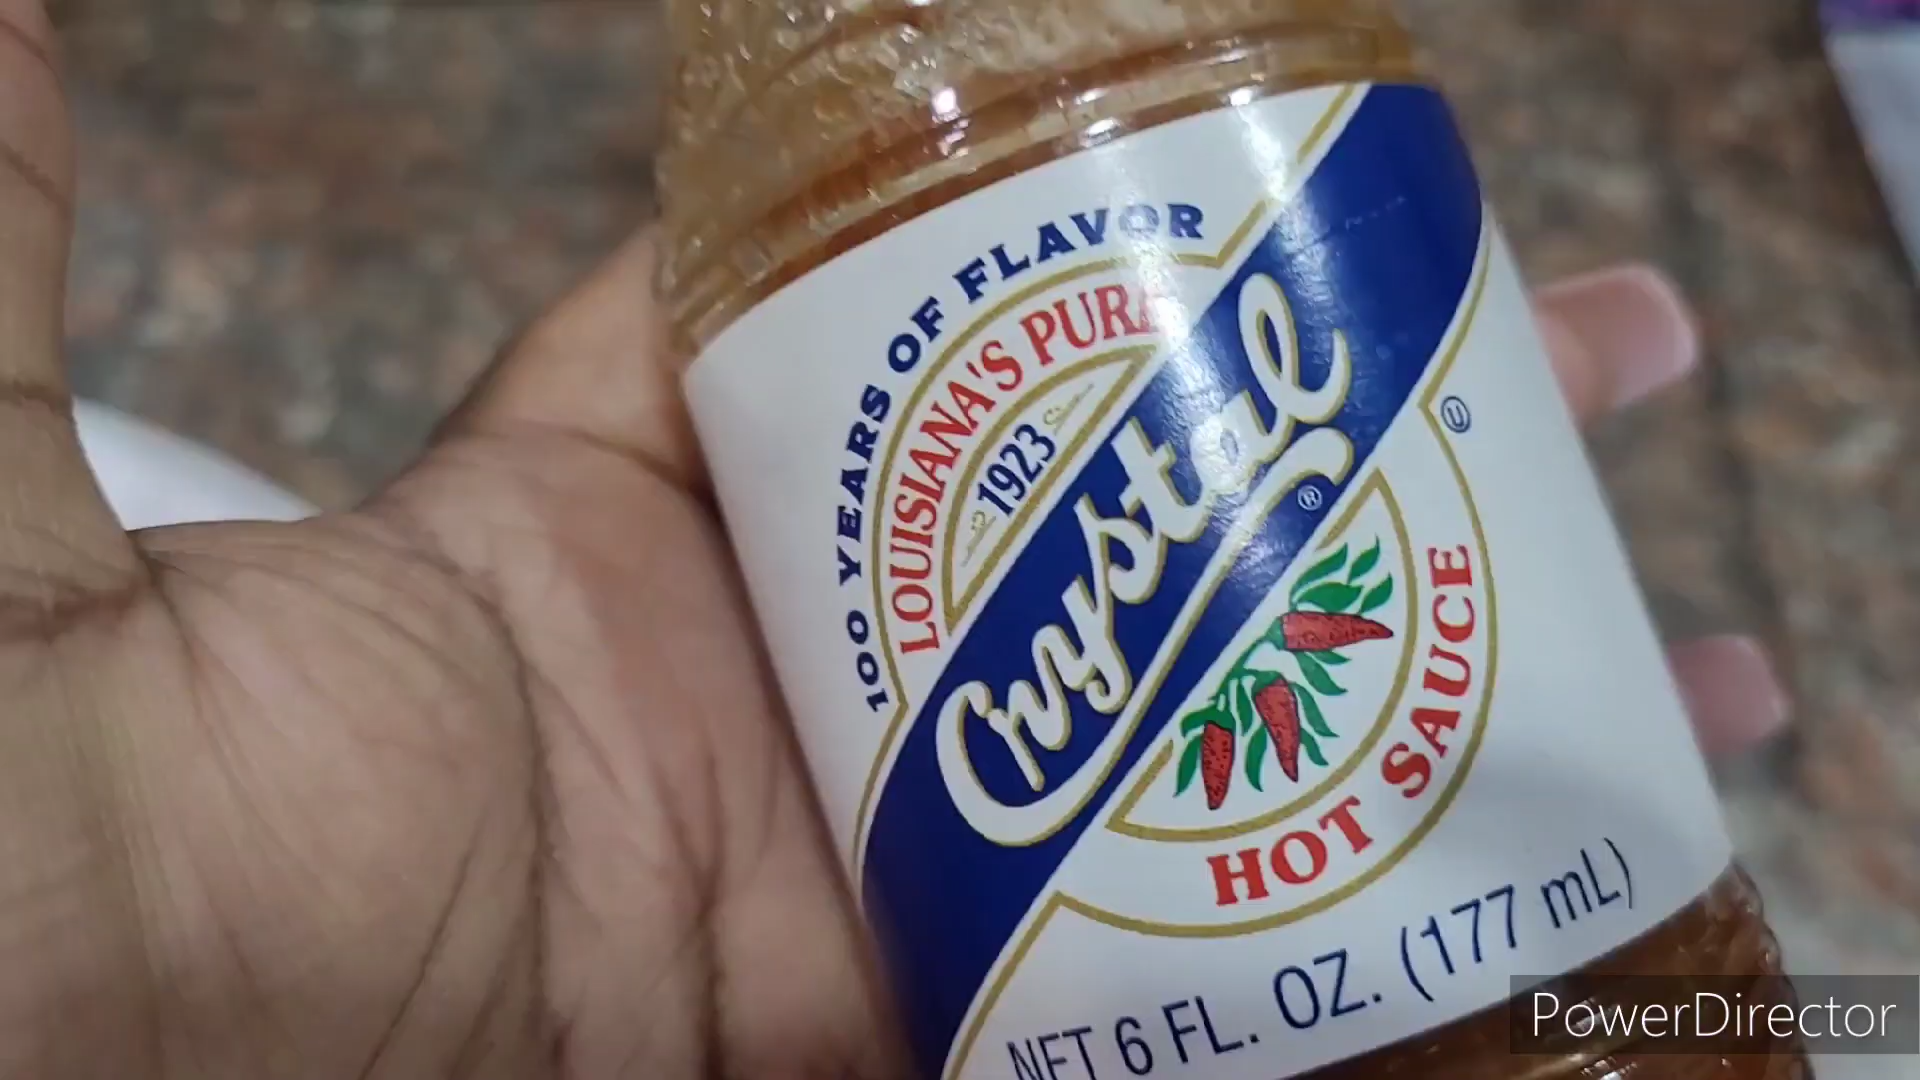 100 YEARS OF FLAVOR
LOUISIANA'S PURE
1923
Crystal
®
U
HOT SAUCE
NET 6 FL. OZ. (177 mL)
PowerDirector